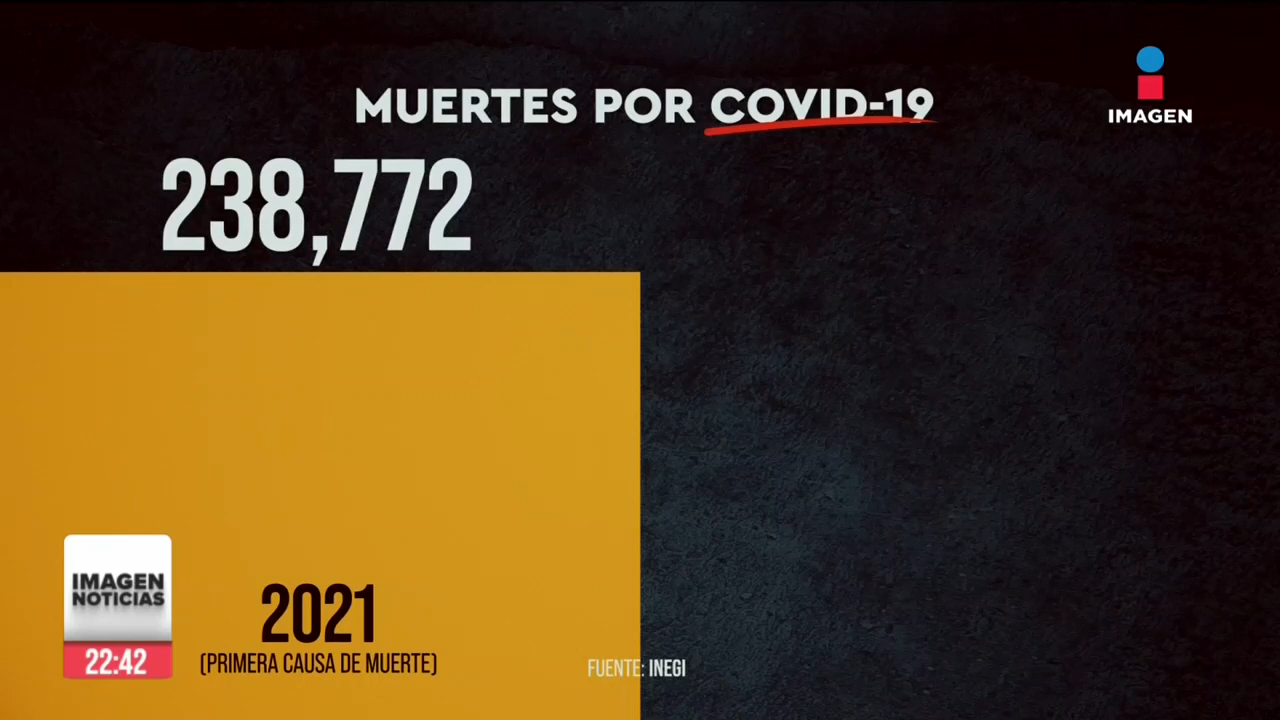 MUERTES POR COVID-19
IMAGEN
238,772
IMAGEN
NOTICIAS
22:42
2021
(PRIMERA CAUSA DE MUERTE)
FUENTE: INEGI